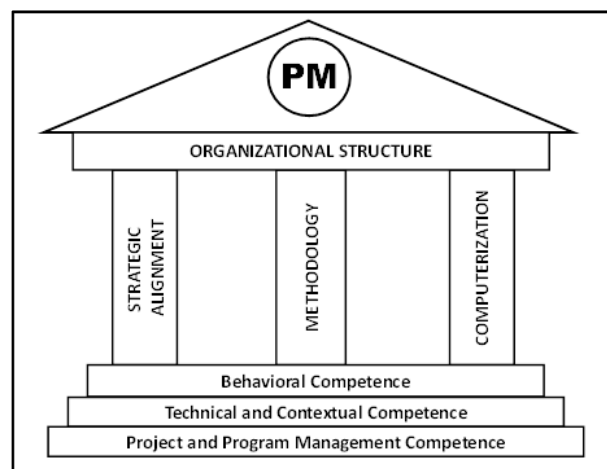 PM
ORGANIZATIONAL STRUCTURE
STRATEGIC
ALIGNMENT
METHODOLOGY
COMPUTERIZATION
Behavioral Competence
Technical and Contextual Competence
Project and Program Management Competence